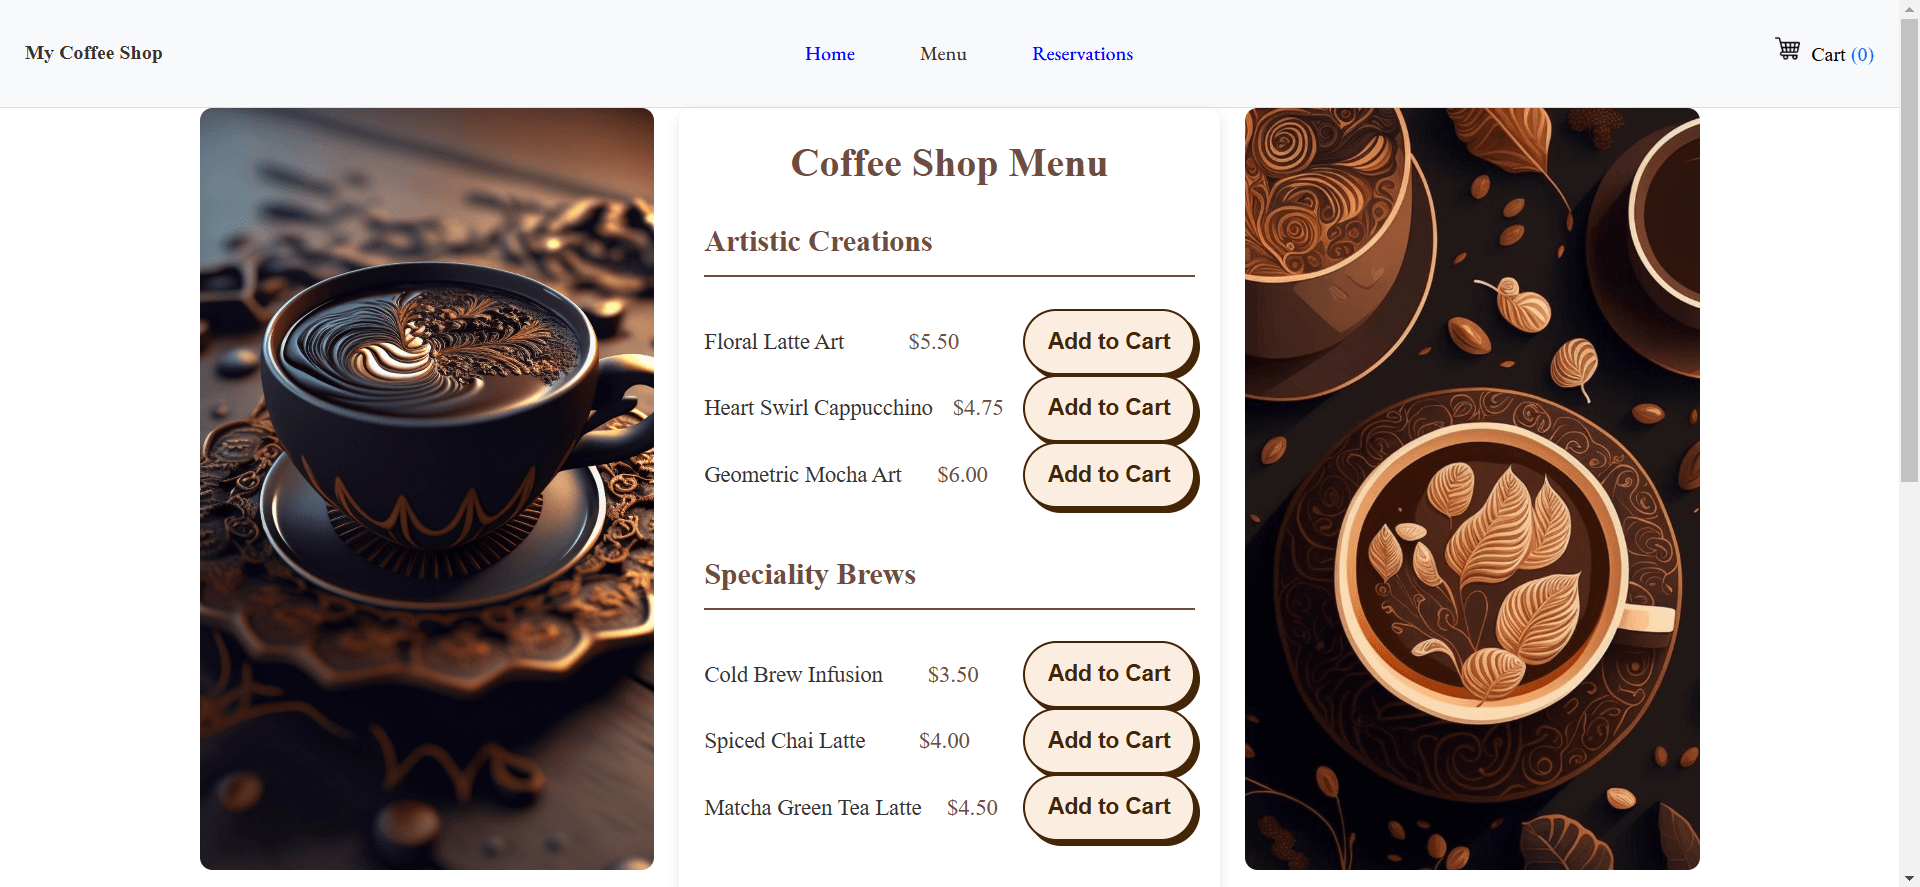 My Coffee Shop
Home Menu Reservations
Cart (0)
Coffee Shop Menu
Artistic Creations
Floral Latte Art $5.50 Add to Cart
Heart Swirl Cappucchino $4.75 Add to Cart
Geometric Mocha Art $6.00 Add to Cart
Speciality Brews
Cold Brew Infusion $3.50 Add to Cart
Spiced Chai Latte $4.00 Add to Cart
Matcha Green Tea Latte $4.50 Add to Cart